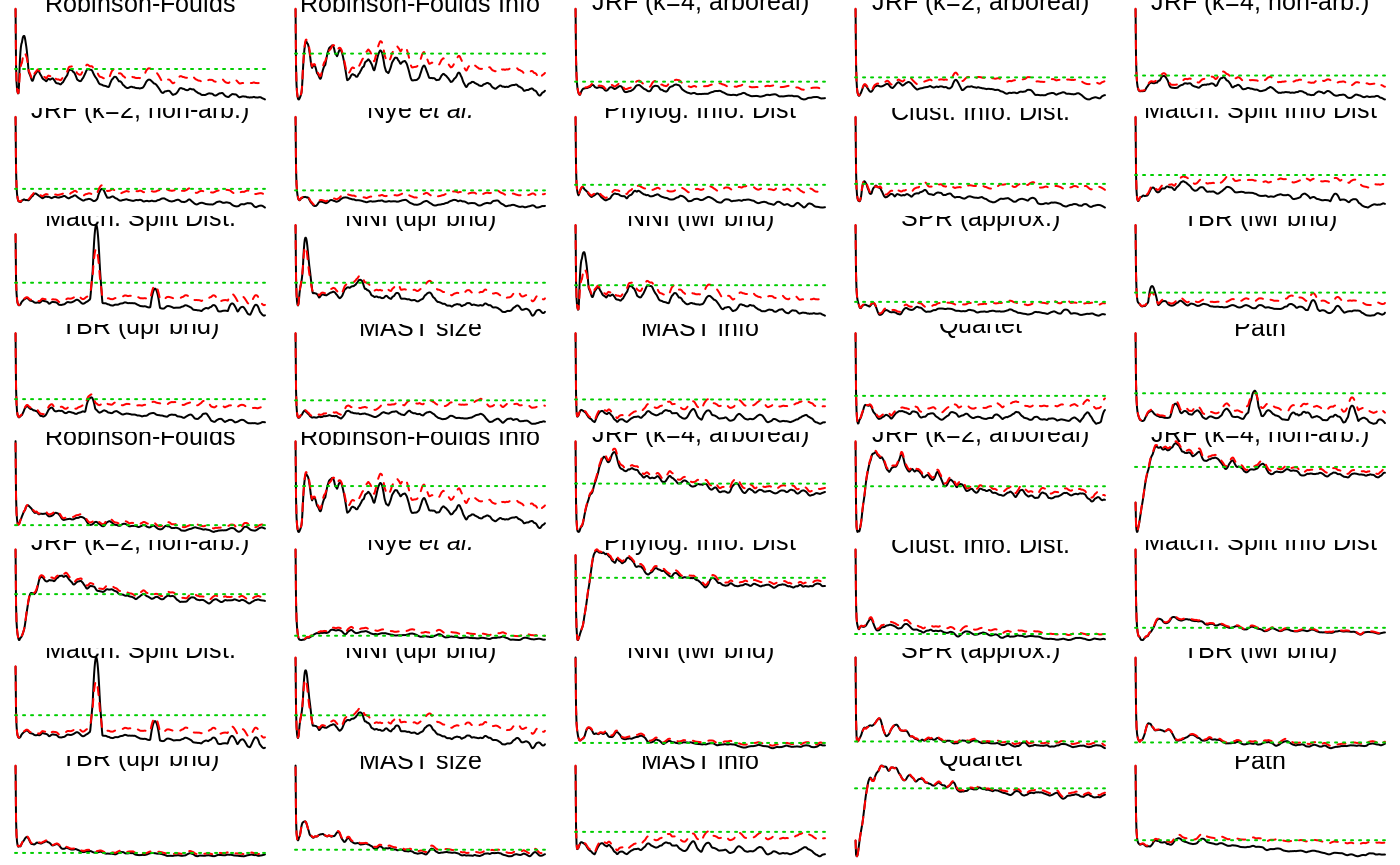 Robinson-Foulds
Robinson-Foulds Info
JRF (k=4, arboreal)
JRF (k=2, arboreal)
JRF (k=4, non-arb.)
JRF (k=2, non-arb.)
Nye et al.
Phylog. Info. Dist
Clust. Info. Dist.
Match. Split Info Dist
Match. Split Dist.
NNI (upr bnd)
NNI (lwr bnd)
SPR (approx.)
TBR (lwr bnd)
TBR (upr bnd)
MAST size
MAST info
Quartet
Path
Robinson-Foulds
Robinson-Foulds Info
JRF (k=4, arboreal)
JRF (k=2, arboreal)
JRF (k=4, non-arb.)
JRF (k=2, non-arb.)
Nye et al.
Phylog. Info. Dist
Clust. Info. Dist.
Match. Split Info Dist
Match. Split Dist.
NNI (upr bnd)
NNI (lwr bnd)
SPR (approx.)
TBR (lwr bnd)
TBR (upr bnd)
MAST size
MAST info
Quartet
Path